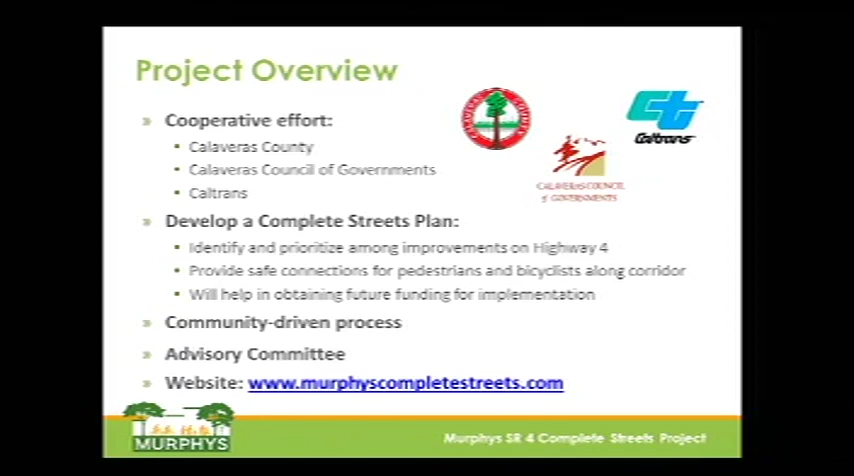 Project Overview
» Cooperative effort:
▪ Calaveras County
▪ Calaveras Council of Governments
▪ Caltrans
» Develop a Complete Streets Plan:
▪ Identify and prioritize among improvements on Highway 4
▪ Provide safe connections for pedestrians and bicyclists along corridor
▪ Will help in obtaining future funding for implementation
» Community-driven process
» Advisory Committee
» Website: www.murphyscompletestreets.com
CALAVERAS COUNTY
ct
Caltrans
CALAVERAS COUNCIL
of GOVERNMENTS
MURPHYS
Murphys SR 4 Complete Streets Project